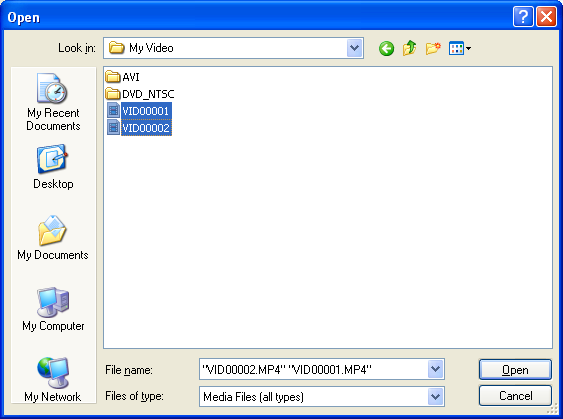 Open
Look in:
My Video
My Recent
Documents
Desktop
My Documents
My Computer
My Network
AVI
DVD_NTSC
VID00001
VID00002
File name:
"VID00002.MP4" "VID00001.MP4"
Open
Files of type:
Media Files (all types)
Cancel